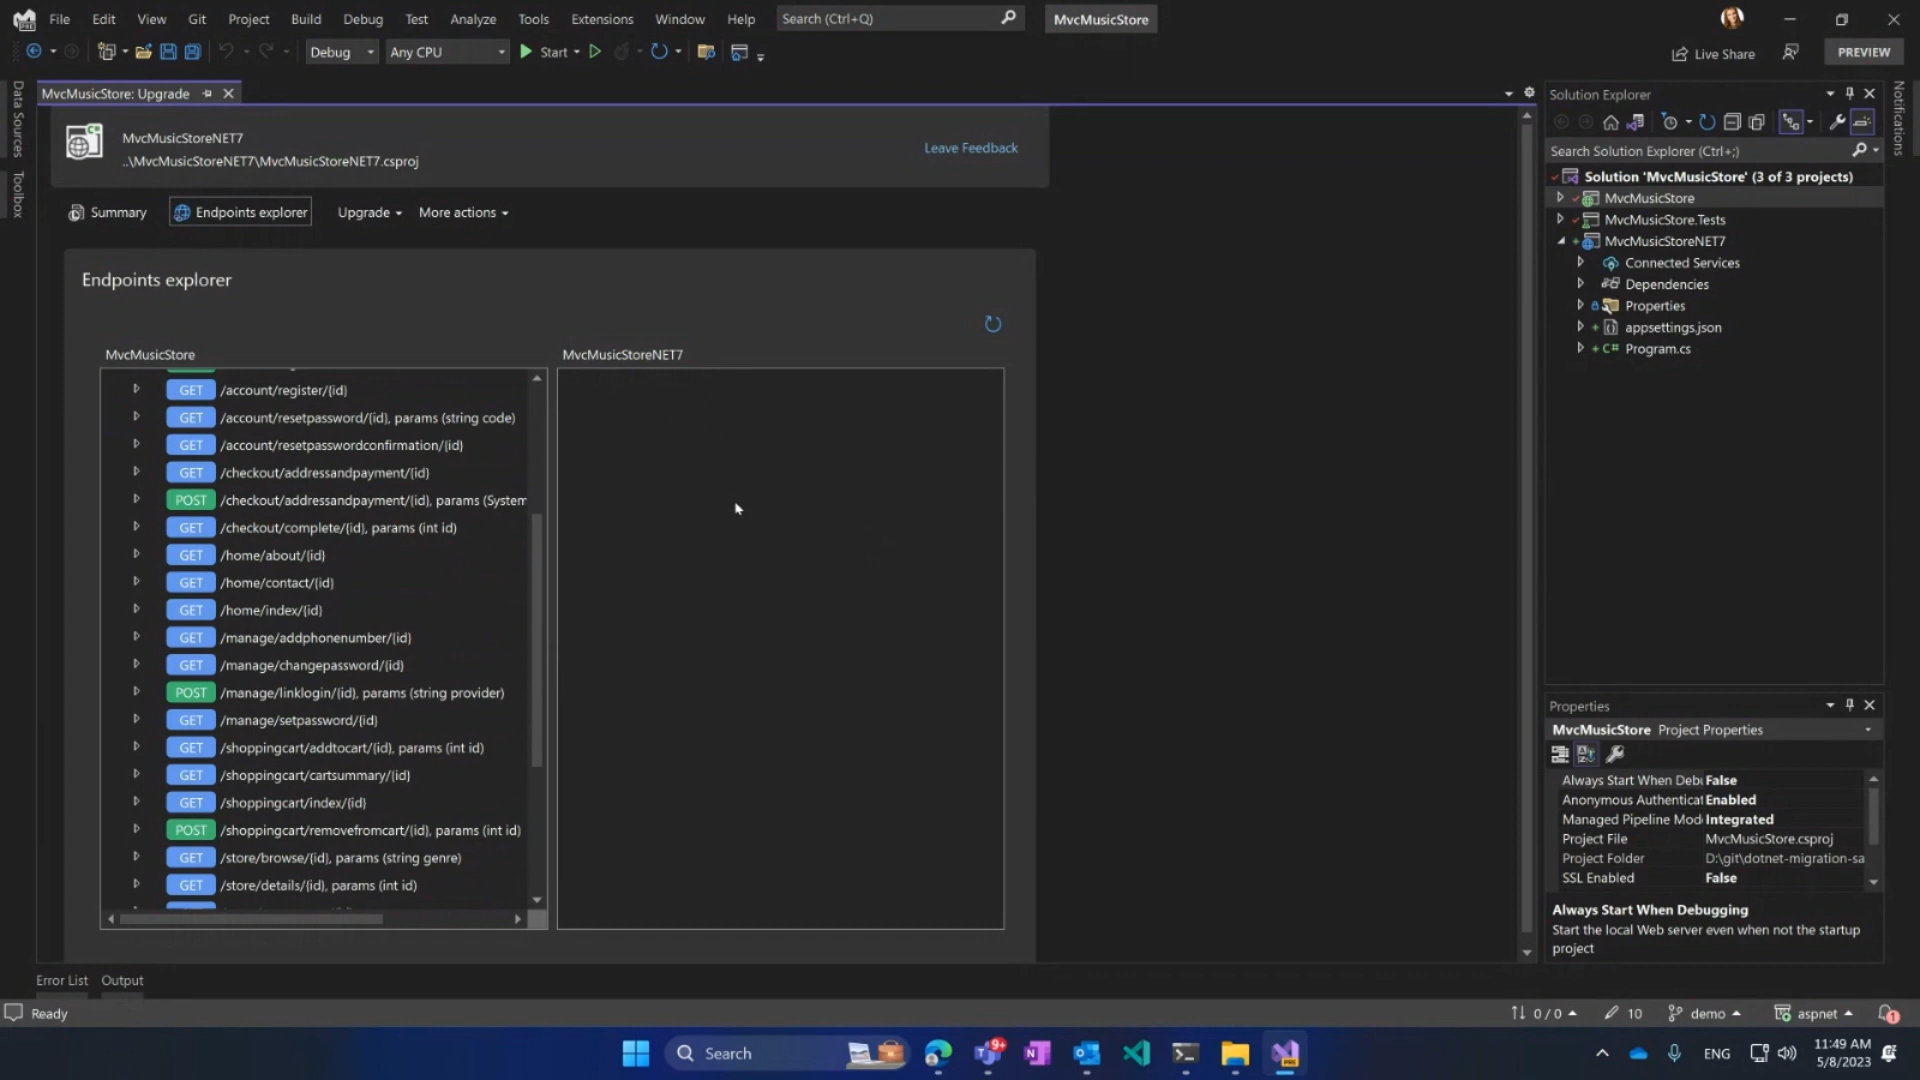 File Edit View Git Project Build Debug Test Analyze Tools Extensions Window Help Search (Ctrl+Q) MvcMusicStore
Debug Any CPU Start Live Share PREVIEW
MvcMusicStore: Upgrade
Data Sources
Toolbox
MvcMusicStoreNET7
..\MvcMusicStoreNET7\MvcMusicStoreNET7.csproj
Leave Feedback
Summary Endpoints explorer Upgrade More actions
Endpoints explorer
MvcMusicStore
GET /account/register/{id}
GET /account/resetpassword/{id}, params (string code)
GET /account/resetpasswordconfirmation/{id}
GET /checkout/addressandpayment/{id}
POST /checkout/addressandpayment/{id}, params (System
GET /checkout/complete/{id}, params (int id)
GET /home/about/{id}
GET /home/contact/{id}
GET /home/index/{id}
GET /manage/addphonenumber/{id}
GET /manage/changepassword/{id}
POST /manage/linklogin/{id}, params (string provider)
GET /manage/setpassword/{id}
GET /shoppingcart/addtocart/{id}, params (int id)
GET /shoppingcart/cartsummary/{id}
GET /shoppingcart/index/{id}
POST /shoppingcart/removefromcart/{id}, params (int id)
GET /store/browse/{id}, params (string genre)
GET /store/details/{id}, params (int id)
MvcMusicStoreNET7
Solution Explorer
Search Solution Explorer (Ctrl+;)
Solution 'MvcMusicStore' (3 of 3 projects)
MvcMusicStore
MvcMusicStore.Tests
MvcMusicStoreNET7
Connected Services
Dependencies
Properties
appsettings.json
C# Program.cs
Notifications
Properties
MvcMusicStore Project Properties
Always Start When Debu False
Anonymous Authenticat Enabled
Managed Pipeline Mod Integrated
Project File MvcMusicStore.csproj
Project Folder D:\git\dotnet-migration-sa
SSL Enabled False
Always Start When Debugging
Start the local Web server even when not the startup
project
Error List Output
Ready 0 / 0 10 demo aspnet 1
Search 9+ ENG 11:49 AM
5/8/2023